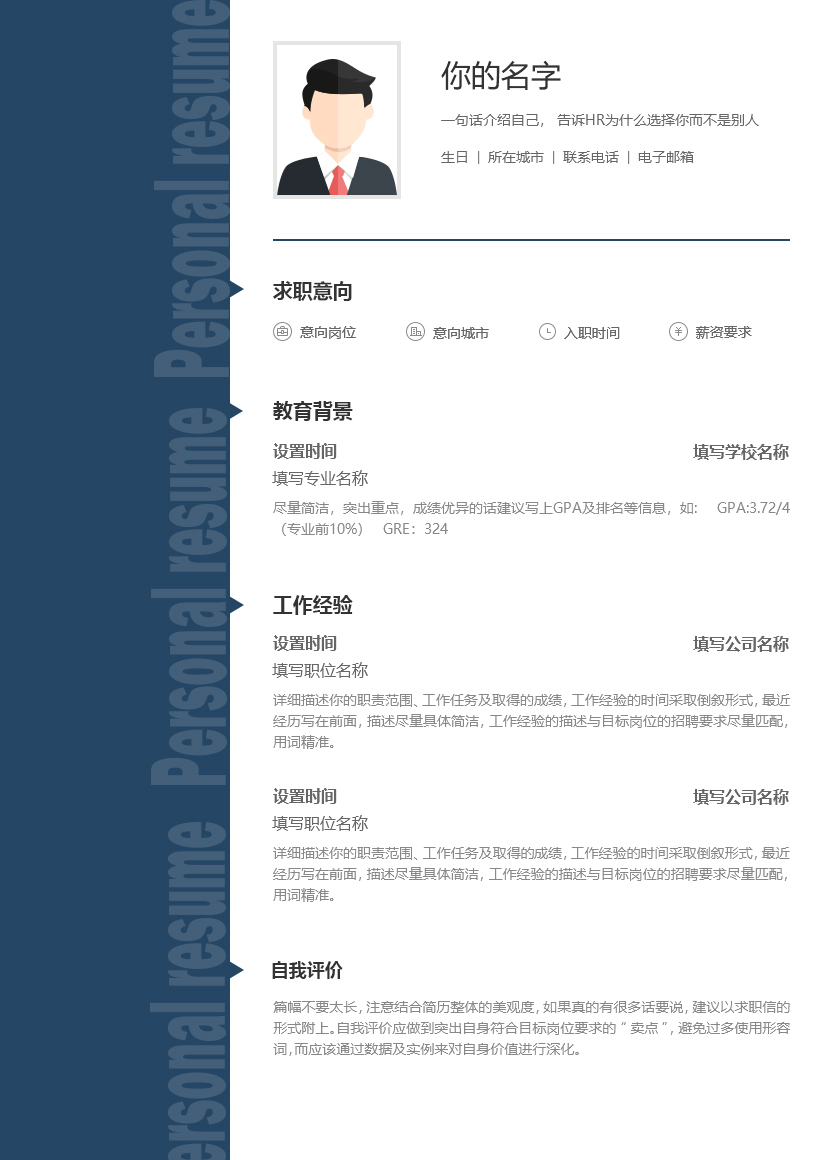 Personal resume
Personal resume
ersonal resume
你的名字
一句话介绍自己， 告诉HR为什么选择你而不是别人
生日 | 所在城市 | 联系电话 | 电子邮箱
求职意向
意向岗位 意向城市 入职时间 薪资要求
教育背景
设置时间 填写学校名称
填写专业名称
尽量简洁，突出重点，成绩优异的话建议写上GPA及排名等信息，如： GPA:3.72/4
（专业前10%） GRE：324
工作经验
设置时间 填写公司名称
填写职位名称
详细描述你的职责范围、工作任务及取得的成绩，工作经验的时间采取倒叙形式，最近
经历写在前面，描述尽量具体简洁，工作经验的描述与目标岗位的招聘要求尽量匹配，
用词精准。
设置时间 填写公司名称
填写职位名称
详细描述你的职责范围、工作任务及取得的成绩，工作经验的时间采取倒叙形式，最近
经历写在前面，描述尽量具体简洁，工作经验的描述与目标岗位的招聘要求尽量匹配，
用词精准。
自我评价
篇幅不要太长，注意结合简历整体的美观度，如果真的有很多话要说，建议以求职信的
形式附上。自我评价应做到突出自身符合目标岗位要求的＂卖点＂，避免过多使用形容
词，而应该通过数据及实例来对自身价值进行深化。